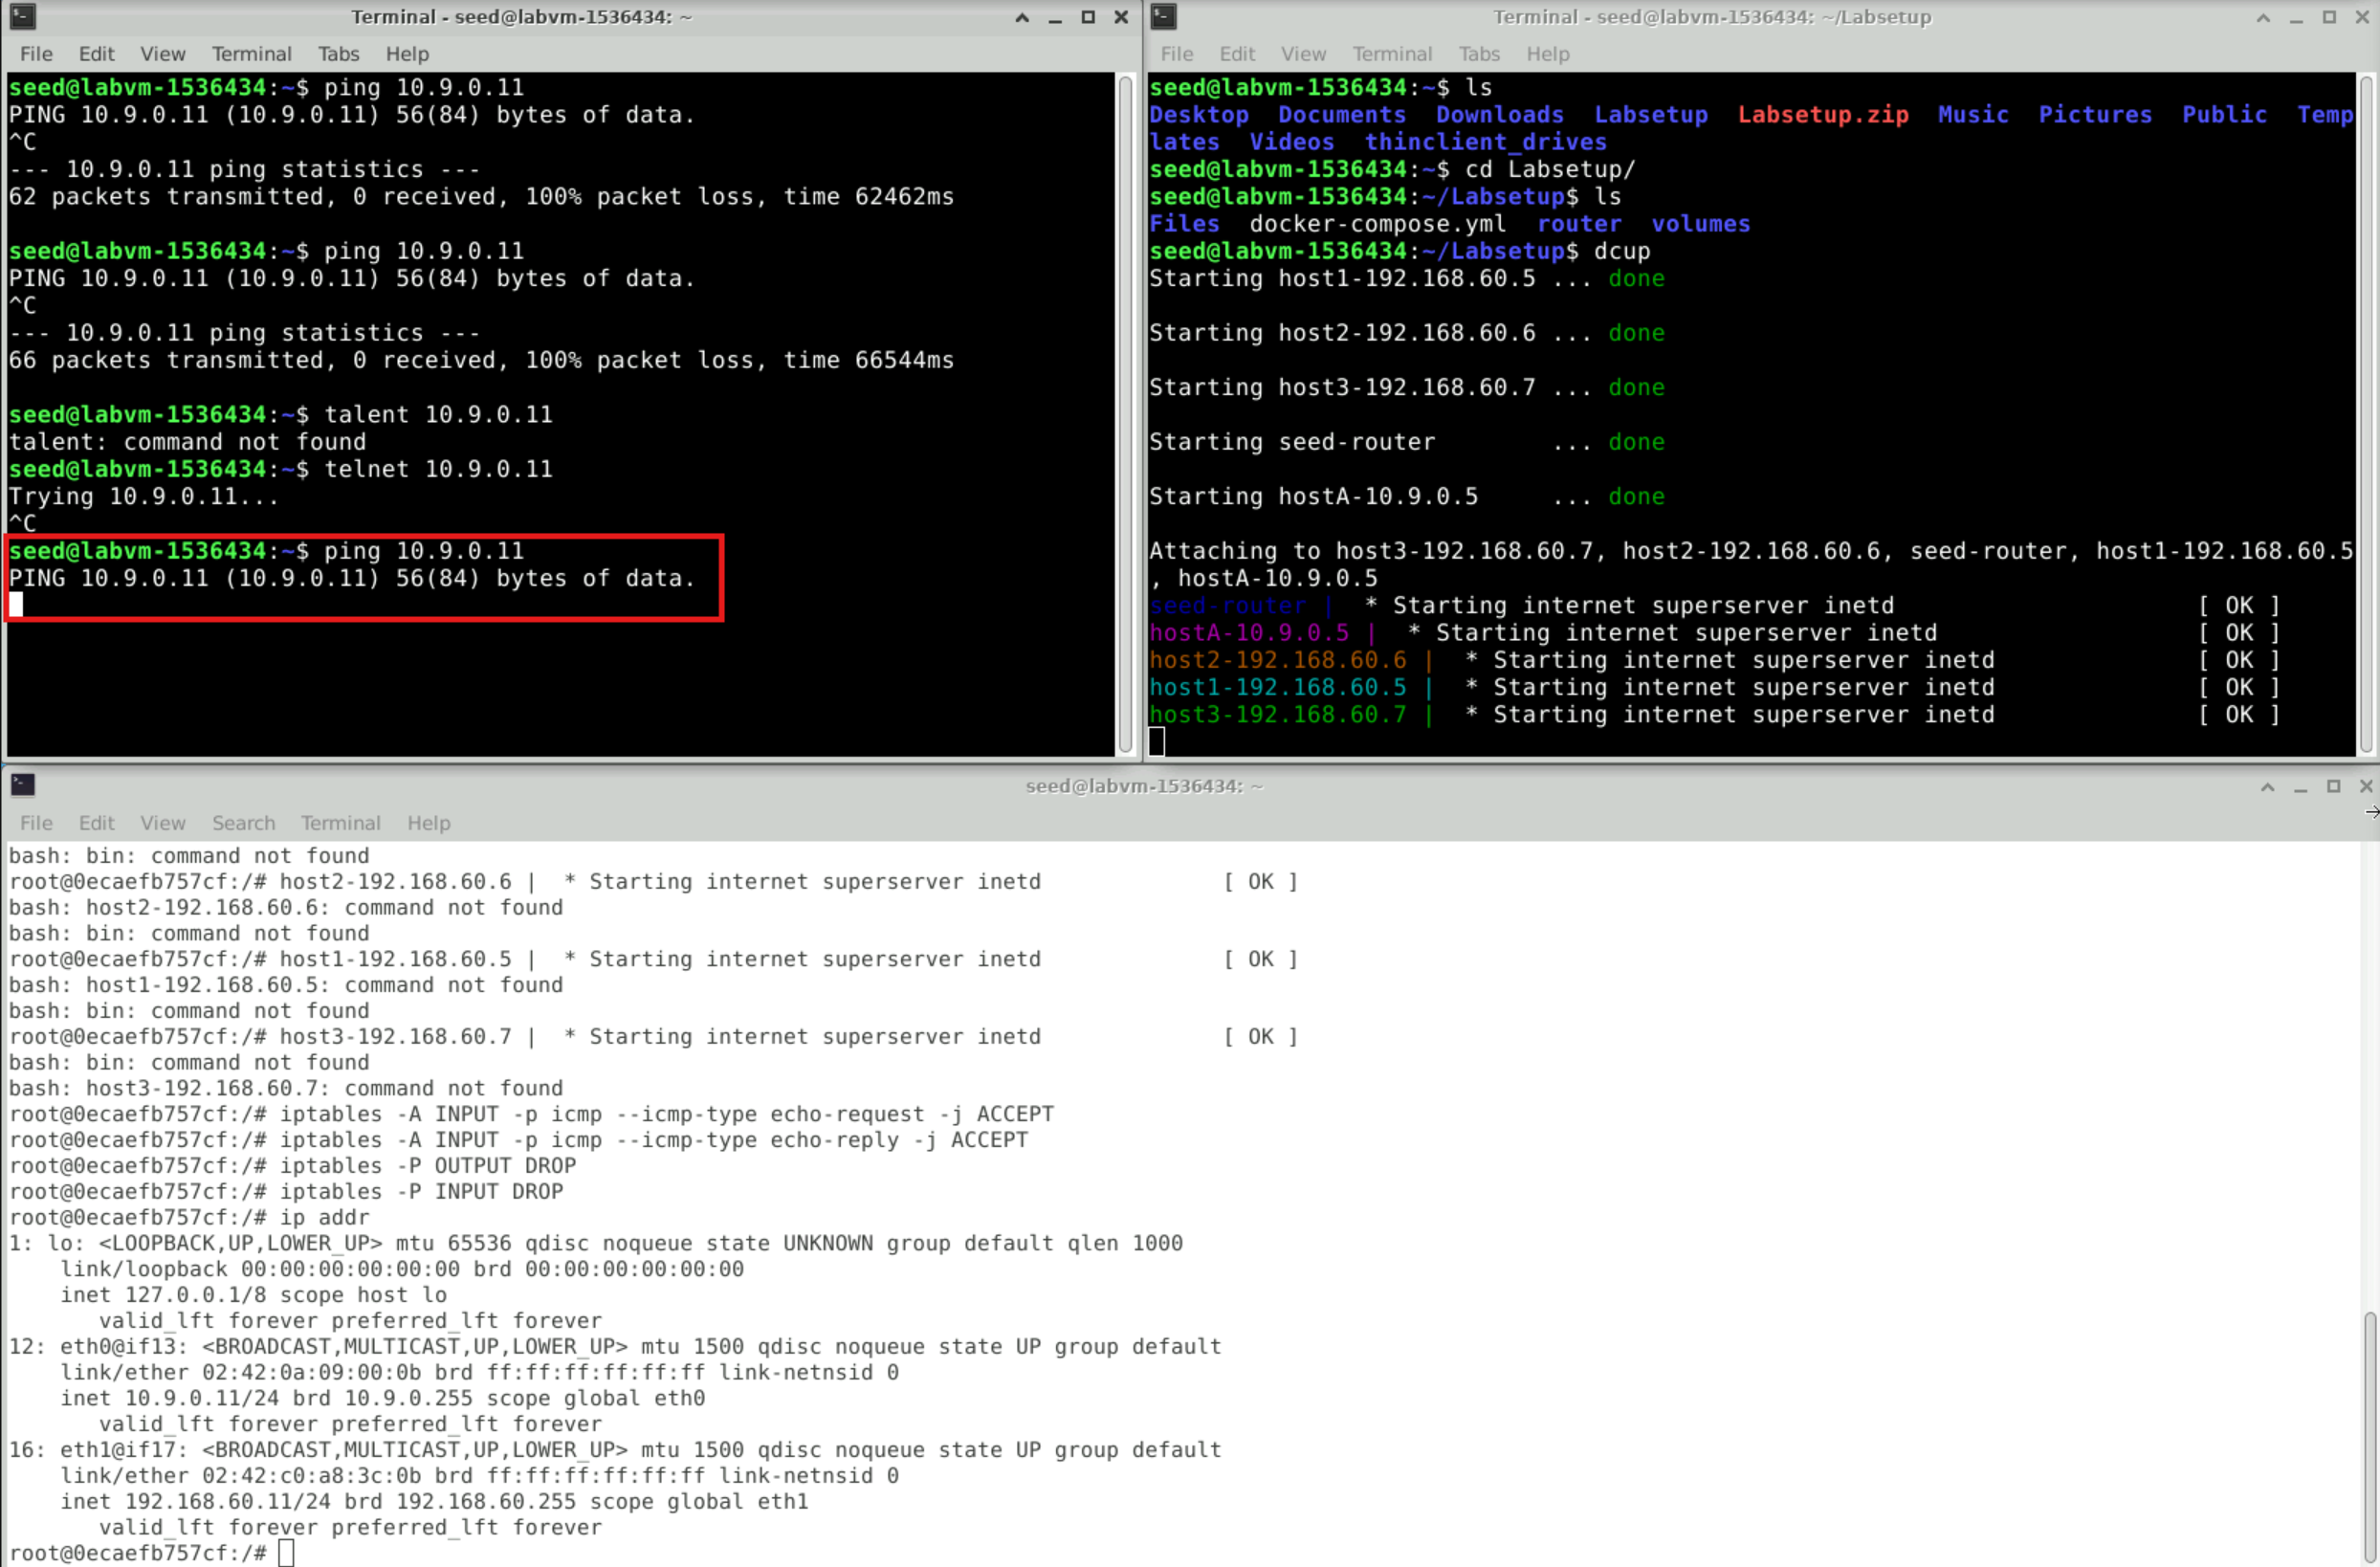 Terminal - seed@labvm-1536434: ~
File Edit View Terminal Tabs Help
seed@labvm-1536434:~$ ping 10.9.0.11
PING 10.9.0.11 (10.9.0.11) 56(84) bytes of data.
^C
--- 10.9.0.11 ping statistics ---
62 packets transmitted, 0 received, 100% packet loss, time 62462ms
seed@labvm-1536434:~$ ping 10.9.0.11
PING 10.9.0.11 (10.9.0.11) 56(84) bytes of data.
^C
--- 10.9.0.11 ping statistics ---
66 packets transmitted, 0 received, 100% packet loss, time 66544ms
seed@labvm-1536434:~$ talent 10.9.0.11
talent: command not found
seed@labvm-1536434:~$ telnet 10.9.0.11
Trying 10.9.0.11...
^C
seed@labvm-1536434:~$ ping 10.9.0.11
PING 10.9.0.11 (10.9.0.11) 56(84) bytes of data.
Terminal - seed@labvm-1536434: ~/Labsetup
File Edit View Terminal Tabs Help
seed@labvm-1536434:~$ ls
Desktop Documents Downloads Labsetup Labsetup.zip Music Pictures Public Temp
lates Videos thinclient_drives
seed@labvm-1536434:~$ cd Labsetup/
seed@labvm-1536434:~/Labsetup$ ls
Files docker-compose.yml router volumes
seed@labvm-1536434:~/Labsetup$ dcup
Starting host1-192.168.60.5 ... done
Starting host2-192.168.60.6 ... done
Starting host3-192.168.60.7 ... done
Starting seed-router ... done
Starting hostA-10.9.0.5 ... done
Attaching to host3-192.168.60.7, host2-192.168.60.6, seed-router, host1-192.168.60.5
, hostA-10.9.0.5
seed-router | * Starting internet superserver inetd [ OK ]
hostA-10.9.0.5 | * Starting internet superserver inetd [ OK ]
host2-192.168.60.6 | * Starting internet superserver inetd [ OK ]
host1-192.168.60.5 | * Starting internet superserver inetd [ OK ]
host3-192.168.60.7 | * Starting internet superserver inetd [ OK ]
seed@labvm-1536434: ~
File Edit View Search Terminal Help
bash: bin: command not found
root@0ecaefb757cf:/# host2-192.168.60.6 | * Starting internet superserver inetd [ OK ]
bash: host2-192.168.60.6: command not found
bash: bin: command not found
root@0ecaefb757cf:/# host1-192.168.60.5 | * Starting internet superserver inetd [ OK ]
bash: host1-192.168.60.5: command not found
bash: bin: command not found
root@0ecaefb757cf:/# host3-192.168.60.7 | * Starting internet superserver inetd [ OK ]
bash: bin: command not found
bash: host3-192.168.60.7: command not found
root@0ecaefb757cf:/# iptables -A INPUT -p icmp --icmp-type echo-request -j ACCEPT
root@0ecaefb757cf:/# iptables -A INPUT -p icmp --icmp-type echo-reply -j ACCEPT
root@0ecaefb757cf:/# iptables -P OUTPUT DROP
root@0ecaefb757cf:/# iptables -P INPUT DROP
root@0ecaefb757cf:/# ip addr
1: lo: <LOOPBACK,UP,LOWER_UP> mtu 65536 qdisc noqueue state UNKNOWN group default qlen 1000
link/loopback 00:00:00:00:00:00 brd 00:00:00:00:00:00
inet 127.0.0.1/8 scope host lo
valid_lft forever preferred_lft forever
12: eth0@if13: <BROADCAST,MULTICAST,UP,LOWER_UP> mtu 1500 qdisc noqueue state UP group default
link/ether 02:42:0a:09:00:0b brd ff:ff:ff:ff:ff:ff link-netnsid 0
inet 10.9.0.11/24 brd 10.9.0.255 scope global eth0
valid_lft forever preferred_lft forever
16: eth1@if17: <BROADCAST,MULTICAST,UP,LOWER_UP> mtu 1500 qdisc noqueue state UP group default
link/ether 02:42:c0:a8:3c:0b brd ff:ff:ff:ff:ff:ff link-netnsid 0
inet 192.168.60.11/24 brd 192.168.60.255 scope global eth1
valid_lft forever preferred_lft forever
root@0ecaefb757cf:/#